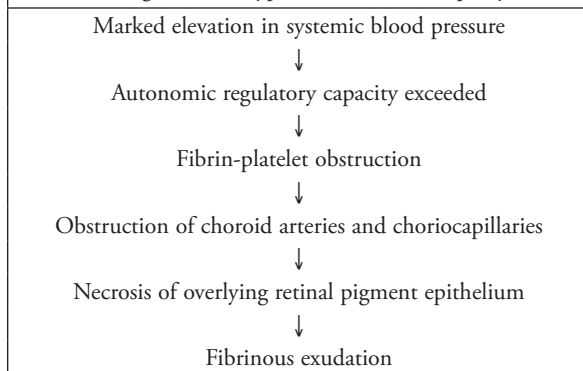 Marked elevation in systemic blood pressure
↓
Autonomic regulatory capacity exceeded
↓
Fibrin-platelet obstruction
↓
Obstruction of choroid arteries and choriocapillaries
↓
Necrosis of overlying retinal pigment epithelium
↓
Fibrinous exudation